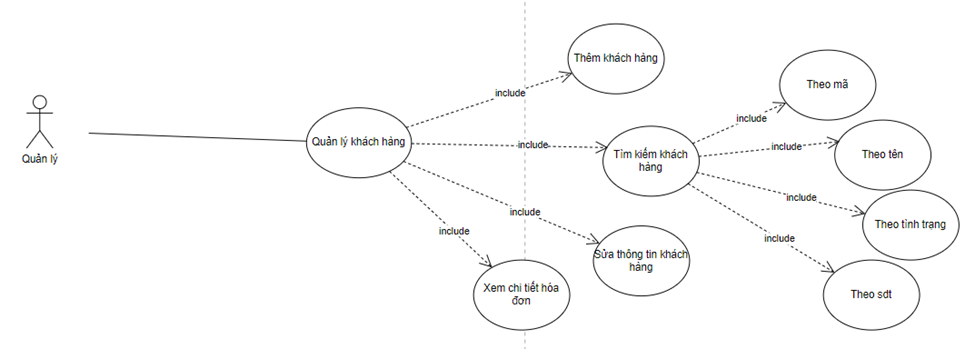 Thêm khách hàng
Theo mã
include
include
Quản lý
Quản lý khách hàng
include
Tìm kiếm khách
hàng
include
Theo tên
include
include
Theo tình trạng
include
include
include
Sửa thông tin khách
hàng
Xem chi tiết hóa
đơn
Theo sdt